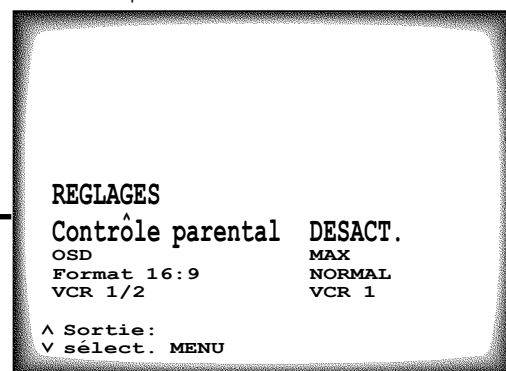 REGLAGES
Contrôle parental DESACT.
OSD MAX
Format 16:9 NORMAL
VCR 1/2 VCR 1
∧ Sortie:
∨ sélect. MENU